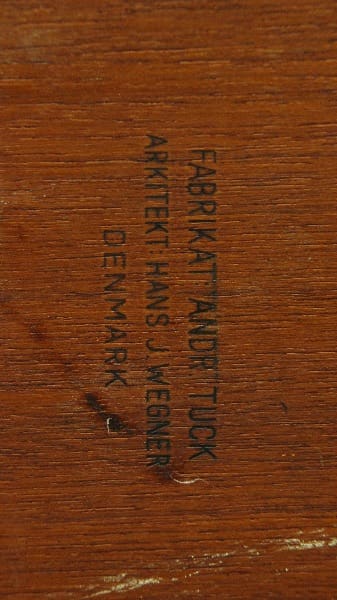 FABRIKAT: ANDR. TUCK
ARKITEKT: HANS J. WEGNER
DENMARK